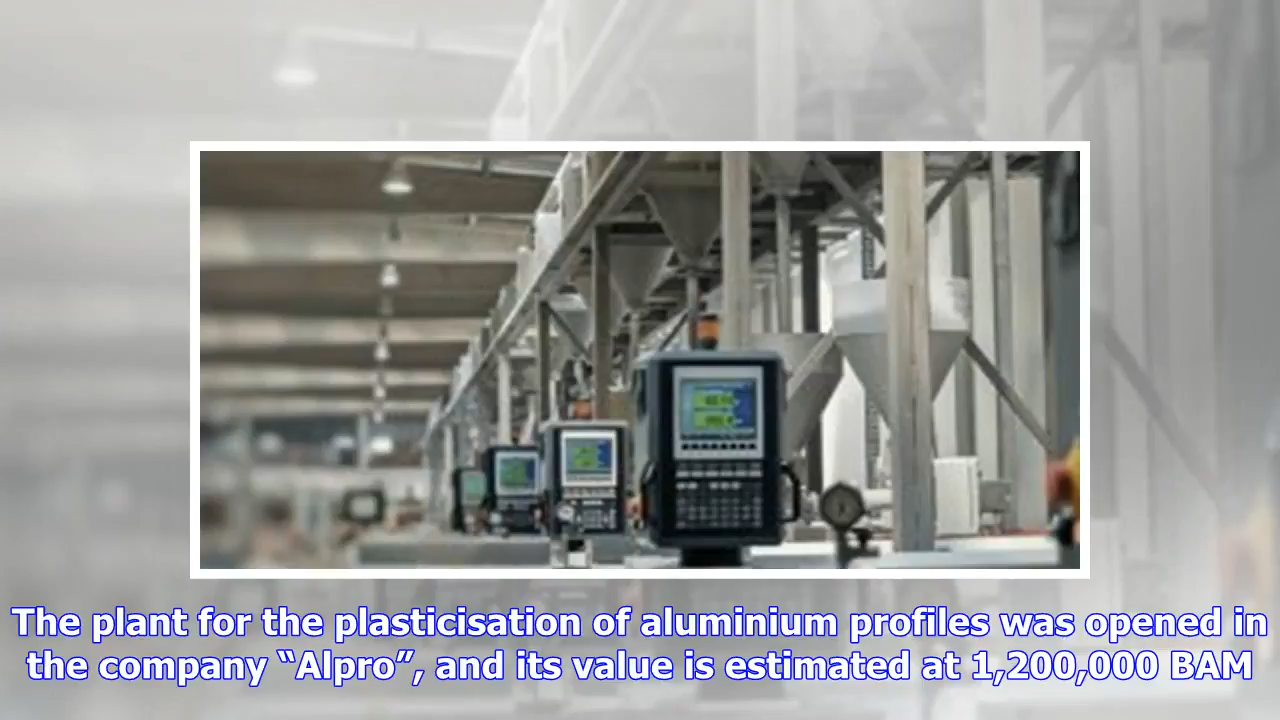 The plant for the plasticisation of aluminium profiles was opened in
the company “Alpro”, and its value is estimated at 1,200,000 BAM